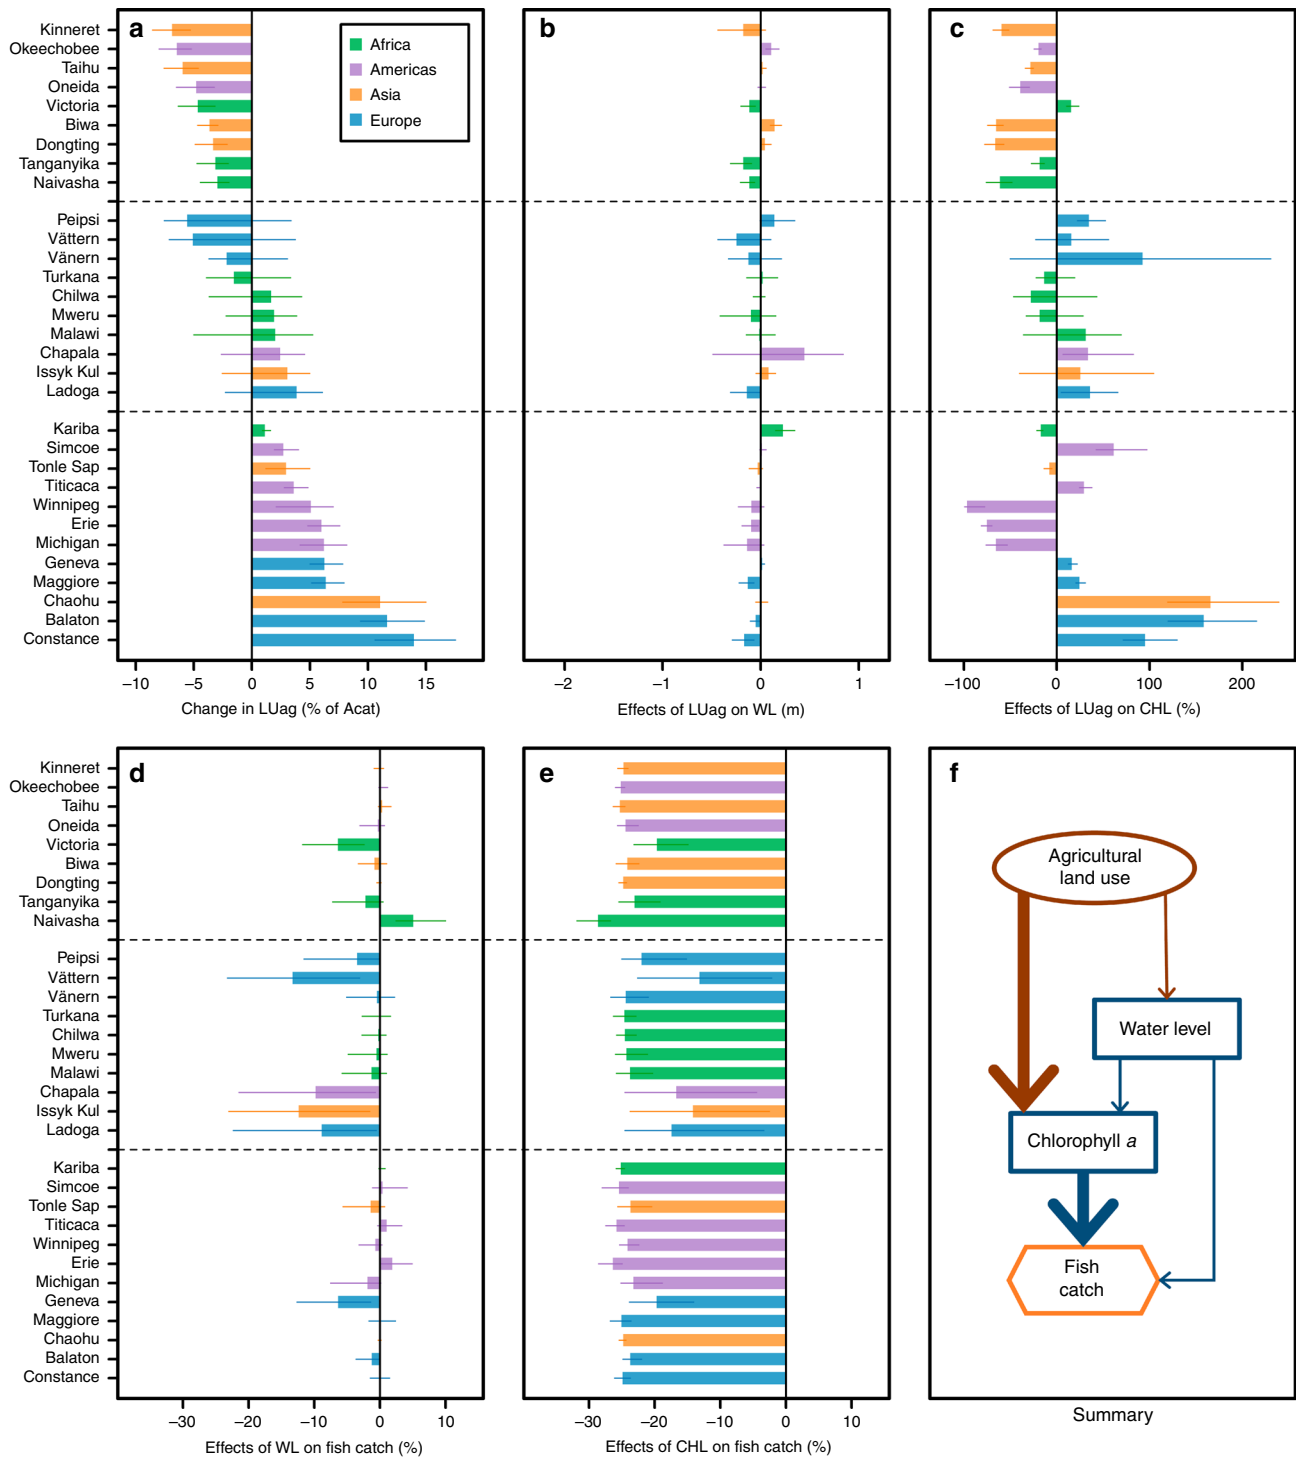 a
b
c
Africa
Americas
Asia
Europe
Kinneret
Okeechobee
Taihu
Oneida
Victoria
Biwa
Dongting
Tanganyika
Naivasha
Peipsi
Vättern
Vänern
Turkana
Chilwa
Mweru
Malawi
Chapala
Issyk Kul
Ladoga
Kariba
Simcoe
Tonle Sap
Titicaca
Winnipeg
Erie
Michigan
Geneva
Maggiore
Chaohu
Balaton
Constance
−10 −5 0 5 10 15
−2 −1 0 1
−100 0 100 200
Change in LUag (% of Acat)
Effects of LUag on WL (m)
Effects of LUag on CHL (%)
d
e
f
Kinneret
Okeechobee
Taihu
Oneida
Victoria
Biwa
Dongting
Tanganyika
Naivasha
Peipsi
Vättern
Vänern
Turkana
Chilwa
Mweru
Malawi
Chapala
Issyk Kul
Ladoga
Kariba
Simcoe
Tonle Sap
Titicaca
Winnipeg
Erie
Michigan
Geneva
Maggiore
Chaohu
Balaton
Constance
−30 −20 −10 0 10
−30 −20 −10 0 10
Effects of WL on fish catch (%)
Effects of CHL on fish catch (%)
Agricultural
land use
Water level
Chlorophyll a
Fish
catch
Summary